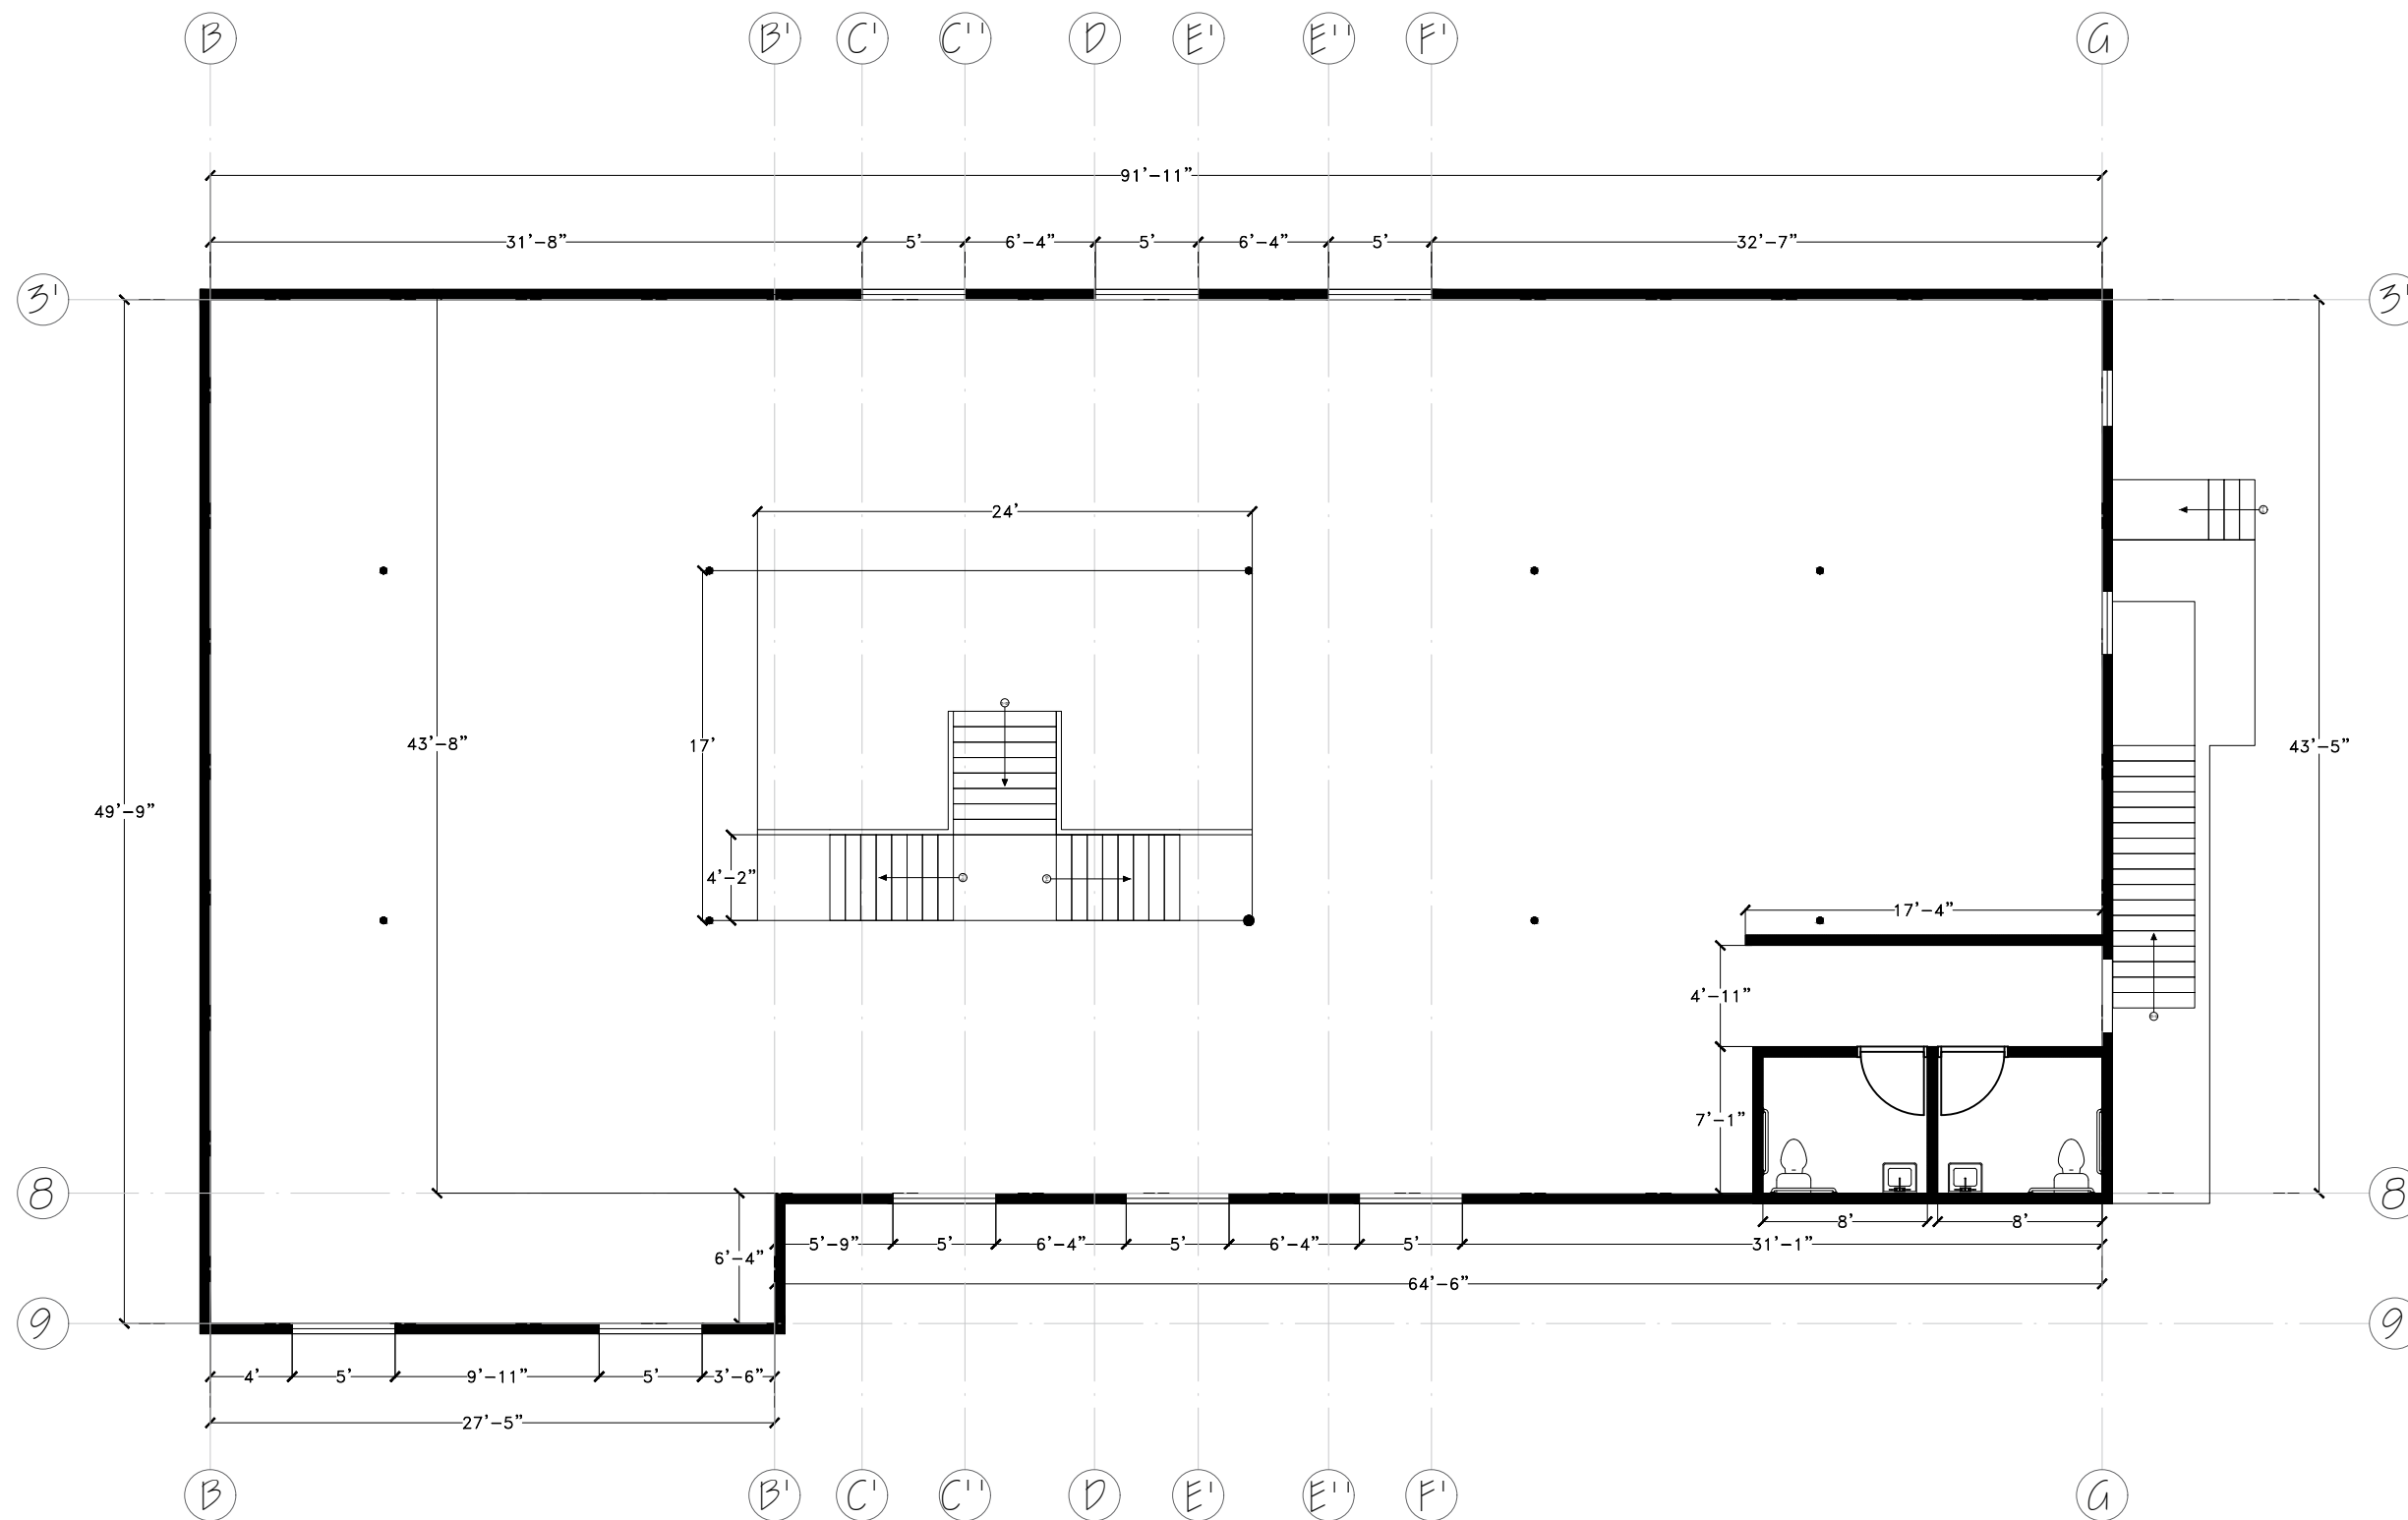 B B' C' C'' D E' E'' F' G
91'-11"
31'-8" 5' 6'-4" 5' 6'-4" 5' 32'-7"
3' 3'
24'
43'-8" 17' 43'-5"
49'-9"
4'-2"
17'-4"
4'-11"
7'-1"
8 8
8' 8'
5'-9" 5' 6'-4" 5' 6'-4" 5' 31'-1"
6'-4"
64'-6"
9 9
4' 5' 9'-11" 5' 3'-6"
27'-5"
B B' C' C'' D E' E'' F' G